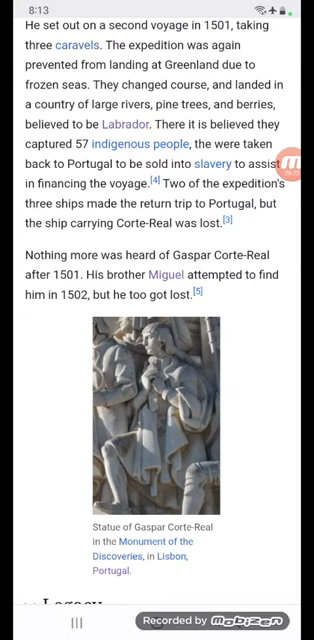 8:13
He set out on a second voyage in 1501, taking
three caravels. The expedition was again
prevented from landing at Greenland due to
frozen seas. They changed course, and landed in
a country of large rivers, pine trees, and berries,
believed to be Labrador. There it is believed they
captured 57 indigenous people, the were taken
back to Portugal to be sold into slavery to assist
in financing the voyage.[4] Two of the expedition's
three ships made the return trip to Portugal, but
the ship carrying Corte-Real was lost.[3]
Nothing more was heard of Gaspar Corte-Real
after 1501. His brother Miguel attempted to find
him in 1502, but he too got lost.[5]
Statue of Gaspar Corte-Real
in the Monument of the
Discoveries, in Lisbon,
Portugal.
Legacy
Recorded by Mobizen